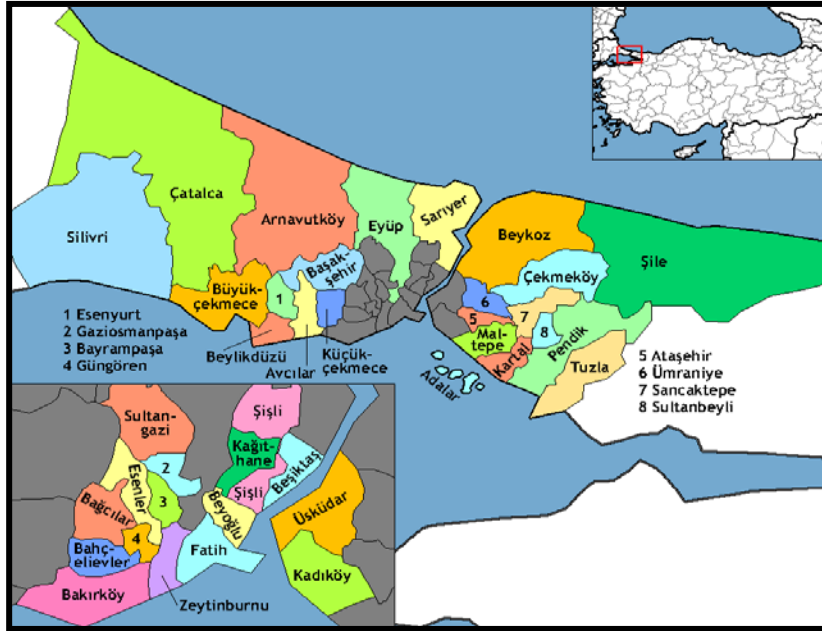 Çatalca
Silivri
Arnavutköy
Eyüp
Sarıyer
Büyük-
çekmece
1
Başak-
şehir
Beylikdüzü
Avcılar
Küçük-
çekmece
Beykoz
Şile
Çekmeköy
6
5
7
8
Mal-
tepe
Kartal
Pendik
Tuzla
Adalar
1 Esenyurt
2 Gaziosmanpaşa
3 Bayrampaşa
4 Güngören
5 Ataşehir
6 Ümraniye
7 Sancaktepe
8 Sultanbeyli
Sultan-
gazi
Şişli
Kağıt-
hane
Şişli
Beşiktaş
Esenler
2
3
Bağcılar
4
Beyoğlu
Üsküdar
Bahç-
elievler
Fatih
Kadıköy
Bakırköy
Zeytinburnu